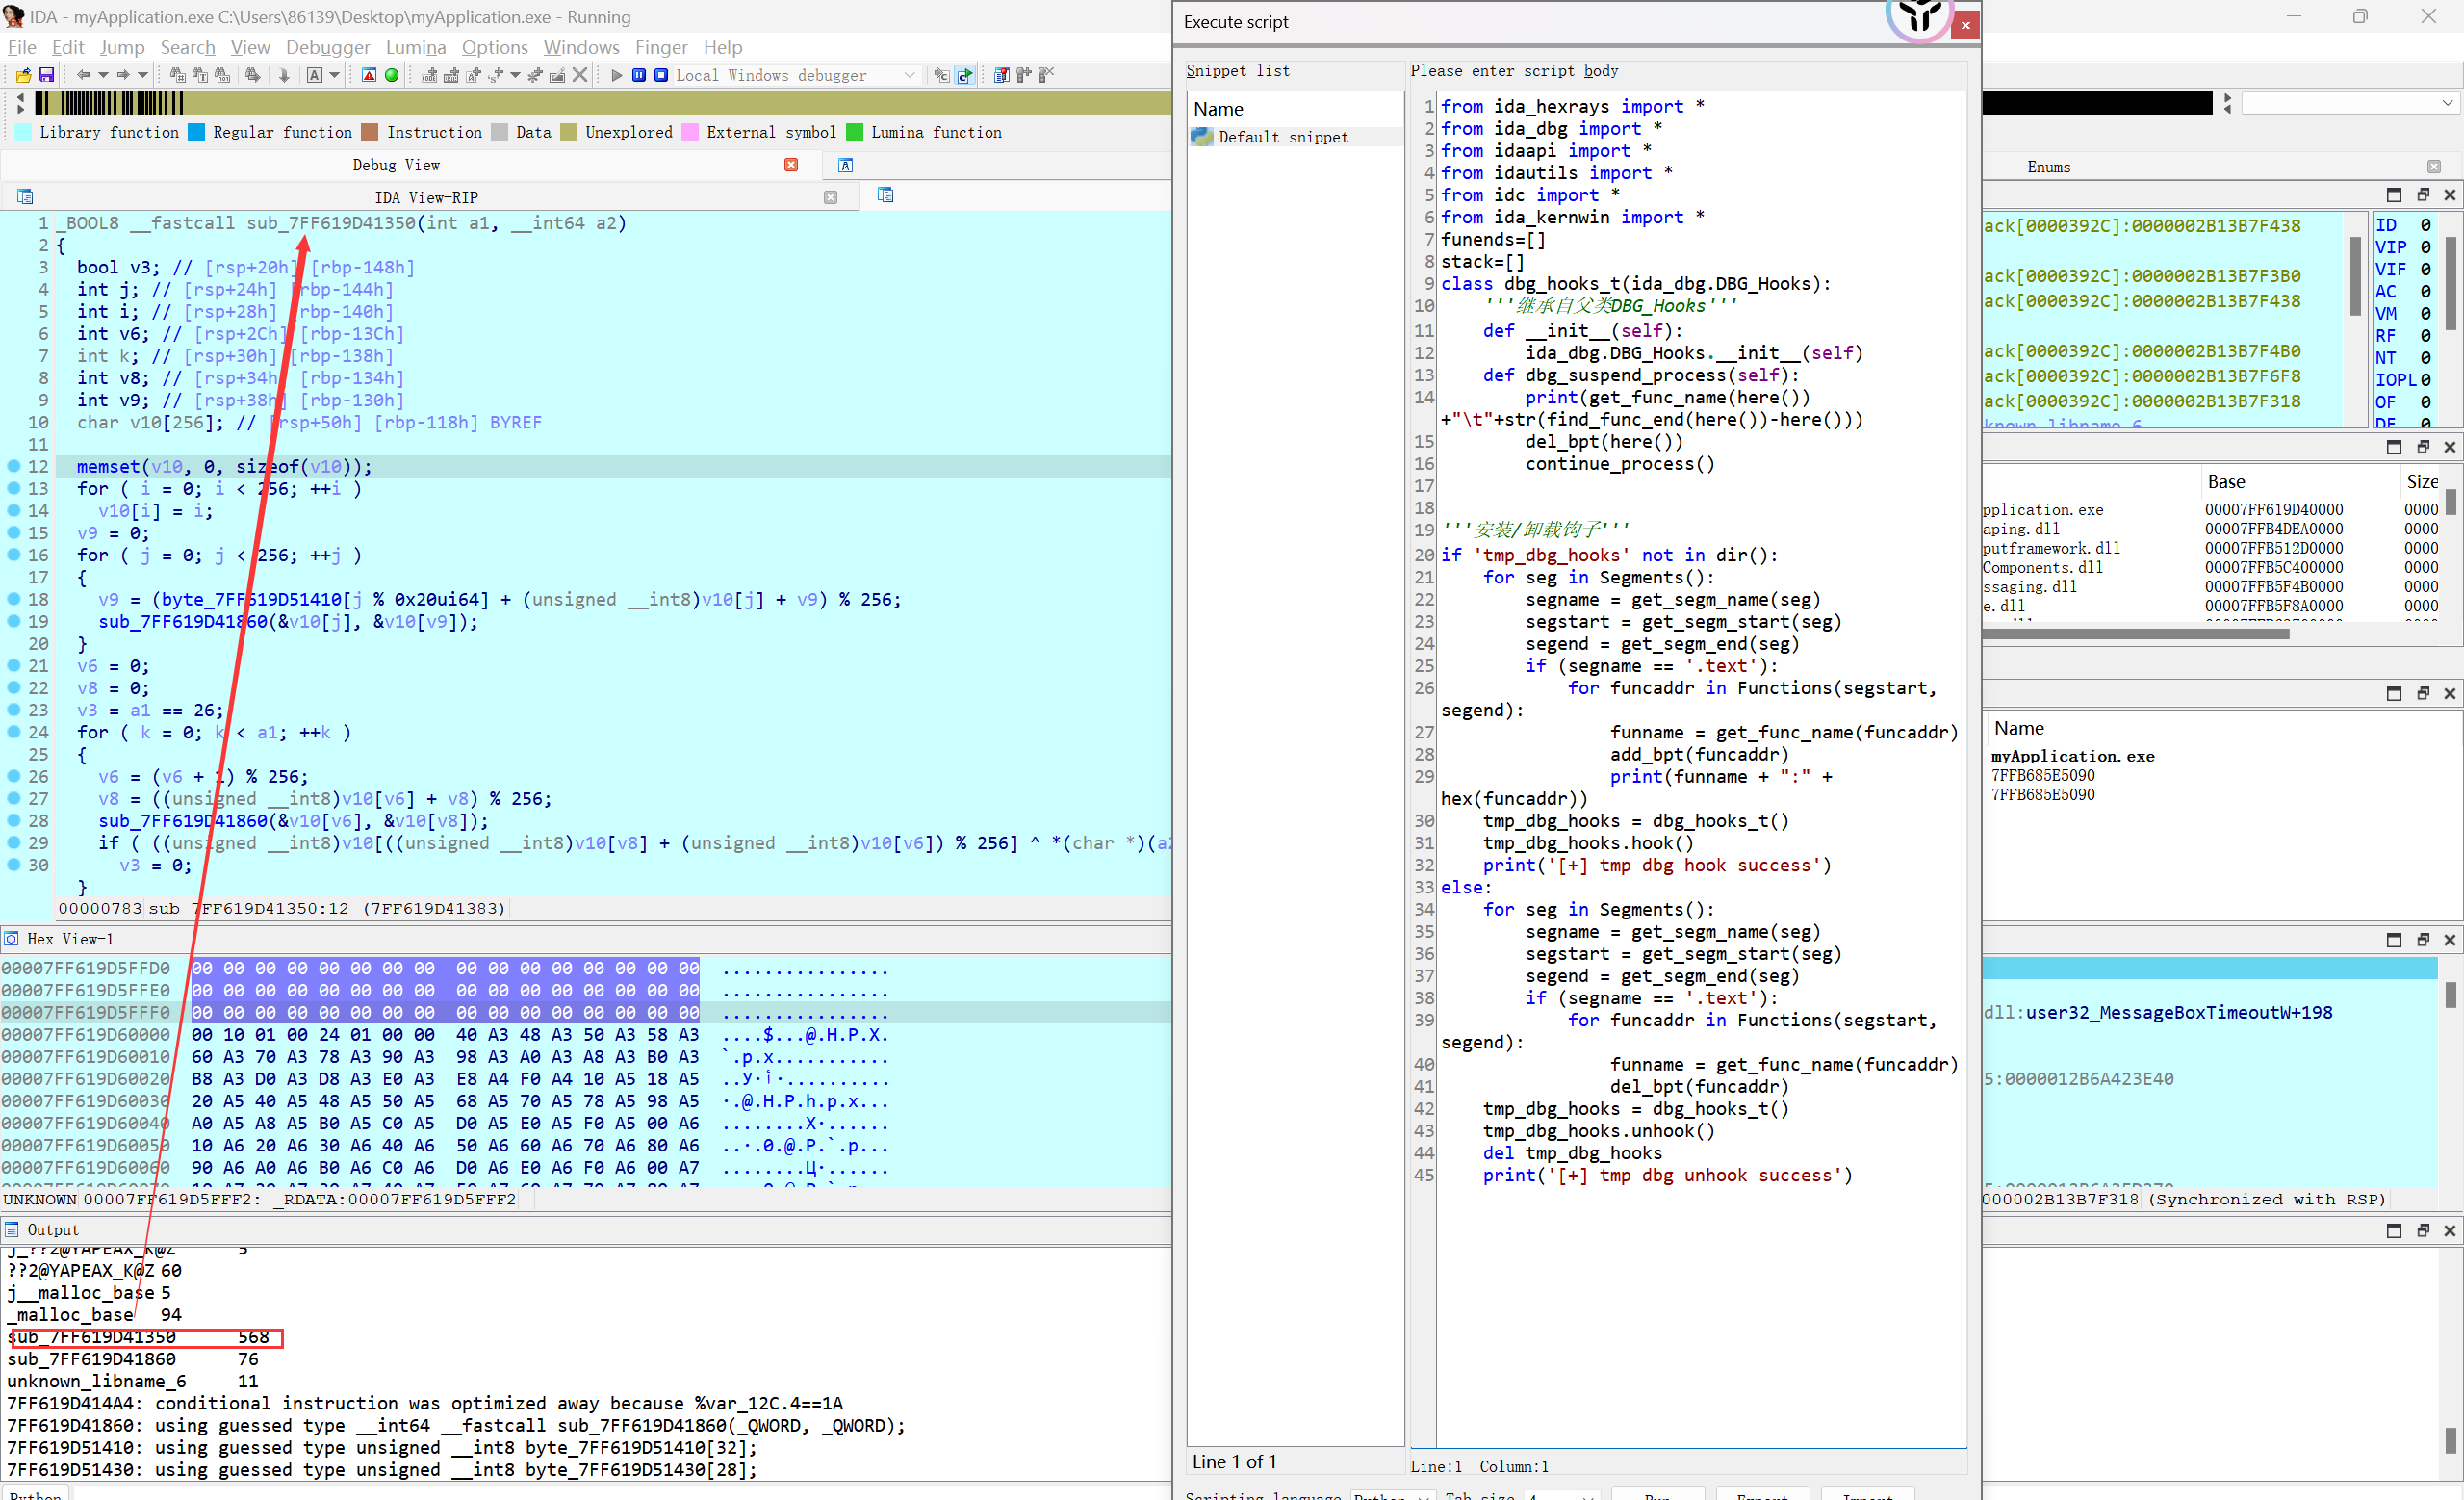 IDA - myApplication.exe C:\Users\86139\Desktop\myApplication.exe - Running
File Edit Jump Search View Debugger Lumina Options Windows Finger Help
Local Windows debugger
Library function Regular function Instruction Data Unexplored External symbol Lumina function
Debug View
IDA View-RIP
1 _BOOL8 __fastcall sub_7FF619D41350(int a1, __int64 a2)
2 {
3 bool v3; // [rsp+20h] [rbp-148h]
4 int j; // [rsp+24h] [rbp-144h]
5 int i; // [rsp+28h] [rbp-140h]
6 int v6; // [rsp+2Ch] [rbp-13Ch]
7 int k; // [rsp+30h] [rbp-138h]
8 int v8; // [rsp+34h] [rbp-134h]
9 int v9; // [rsp+38h] [rbp-130h]
10 char v10[256]; // [rsp+50h] [rbp-118h] BYREF
11
12 memset(v10, 0, sizeof(v10));
13 for ( i = 0; i < 256; ++i )
14 v10[i] = i;
15 v9 = 0;
16 for ( j = 0; j < 256; ++j )
17 {
18 v9 = (byte_7FF619D51410[j % 0x20ui64] + (unsigned __int8)v10[j] + v9) % 256;
19 sub_7FF619D41860(&v10[j], &v10[v9]);
20 }
21 v6 = 0;
22 v8 = 0;
23 v3 = a1 == 26;
24 for ( k = 0; k < a1; ++k )
25 {
26 v6 = (v6 + 1) % 256;
27 v8 = ((unsigned __int8)v10[v6] + v8) % 256;
28 sub_7FF619D41860(&v10[v6], &v10[v8]);
29 if ( ((unsigned __int8)v10[((unsigned __int8)v10[v8] + (unsigned __int8)v10[v6]) % 256] ^ *(char *)(a
30 v3 = 0;
}
00000783 sub_7FF619D41350:12 (7FF619D41383)
Hex View-1
00007FF619D5FFD0 00 00 00 00 00 00 00 00 00 00 00 00 00 00 00 00 ................
00007FF619D5FFE0 00 00 00 00 00 00 00 00 00 00 00 00 00 00 00 00 ................
00007FF619D5FFF0 00 00 00 00 00 00 00 00 00 00 00 00 00 00 00 00 ................
00007FF619D60000 00 10 01 00 24 01 00 00 40 A3 48 A3 50 A3 58 A3 ....$...@.H.P.X.
00007FF619D60010 60 A3 70 A3 78 A3 90 A3 98 A3 A0 A3 A8 A3 B0 A3 `.p.x...........
00007FF619D60020 B8 A3 D0 A3 D8 A3 E0 A3 E8 A4 F0 A4 10 A5 18 A5
00007FF619D60030 20 A5 40 A5 48 A5 50 A5 68 A5 70 A5 78 A5 98 A5 ·.@.H.P.h.p.x...
00007FF619D60040 A0 A5 A8 A5 B0 A5 C0 A5 D0 A5 E0 A5 F0 A5 00 A6 ........X·......
00007FF619D60050 10 A6 20 A6 30 A6 40 A6 50 A6 60 A6 70 A6 80 A6 ..·.0.@.P.`.p...
00007FF619D60060 90 A6 A0 A6 B0 A6 C0 A6 D0 A6 E0 A6 F0 A6 00 A7 ........Ц·......
UNKNOWN 00007FF619D5FFF2: _RDATA:00007FF619D5FFF2
Output
j_??2@YAPEAX_K@Z 5
??2@YAPEAX_K@Z 60
j__malloc_base 5
_malloc_base 94
sub_7FF619D41350 568
sub_7FF619D41860 76
unknown_libname_6 11
7FF619D414A4: conditional instruction was optimized away because %var_12C.4==1A
7FF619D41860: using guessed type __int64 __fastcall sub_7FF619D41860(_QWORD, _QWORD);
7FF619D51410: using guessed type unsigned __int8 byte_7FF619D51410[32];
7FF619D51430: using guessed type unsigned __int8 byte_7FF619D51430[28];
Python
Execute script
Snippet list
Name
Default snippet
Line 1 of 1
Please enter script body
1 from ida_hexrays import *
2 from ida_dbg import *
3 from idaapi import *
4 from idautils import *
5 from idc import *
6 from ida_kernwin import *
7 funends=[]
8 stack=[]
9 class dbg_hooks_t(ida_dbg.DBG_Hooks):
10 '''继承自父类DBG_Hooks'''
11 def __init__(self):
12 ida_dbg.DBG_Hooks.__init__(self)
13 def dbg_suspend_process(self):
14 print(get_func_name(here())
+"\t"+str(find_func_end(here())-here()))
15 del_bpt(here())
16 continue_process()
17
18
19 '''安装/卸载钩子'''
20 if 'tmp_dbg_hooks' not in dir():
21 for seg in Segments():
22 segname = get_segm_name(seg)
23 segstart = get_segm_start(seg)
24 segend = get_segm_end(seg)
25 if (segname == '.text'):
26 for funcaddr in Functions(segstart,
segend):
27 funname = get_func_name(funcaddr)
28 add_bpt(funcaddr)
29 print(funname + ":" +
hex(funcaddr))
30 tmp_dbg_hooks = dbg_hooks_t()
31 tmp_dbg_hooks.hook()
32 print('[+] tmp dbg hook success')
33 else:
34 for seg in Segments():
35 segname = get_segm_name(seg)
36 segstart = get_segm_start(seg)
37 segend = get_segm_end(seg)
38 if (segname == '.text'):
39 for funcaddr in Functions(segstart,
segend):
40 funname = get_func_name(funcaddr)
41 del_bpt(funcaddr)
42 tmp_dbg_hooks = dbg_hooks_t()
43 tmp_dbg_hooks.unhook()
44 del tmp_dbg_hooks
45 print('[+] tmp dbg unhook success')
Line:1 Column:1
Scripting language Python Tab size 4 Run Export Import
Enums
ack[0000392C]:0000002B13B7F438
ack[0000392C]:0000002B13B7F3B0
ack[0000392C]:0000002B13B7F438
ack[0000392C]:0000002B13B7F4B0
ack[0000392C]:0000002B13B7F6F8
ack[0000392C]:0000002B13B7F318
known_libname_6
ID 0
VIP 0
VIF 0
AC 0
VM 0
RF 0
NT 0
IOPL 0
OF 0
DF 0
Base Size
pplication.exe 00007FF619D40000 0000
aping.dll 00007FFB4DEA0000 0000
putframework.dll 00007FFB512D0000 0000
Components.dll 00007FFB5C400000 0000
ssaging.dll 00007FFB5F4B0000 0000
e.dll 00007FFB5F8A0000 0000
Name
myApplication.exe
7FFB685E5090
7FFB685E5090
dll:user32_MessageBoxTimeoutW+198
5:0000012B6A423E40
000002B13B7F318 (Synchronized with RSP)